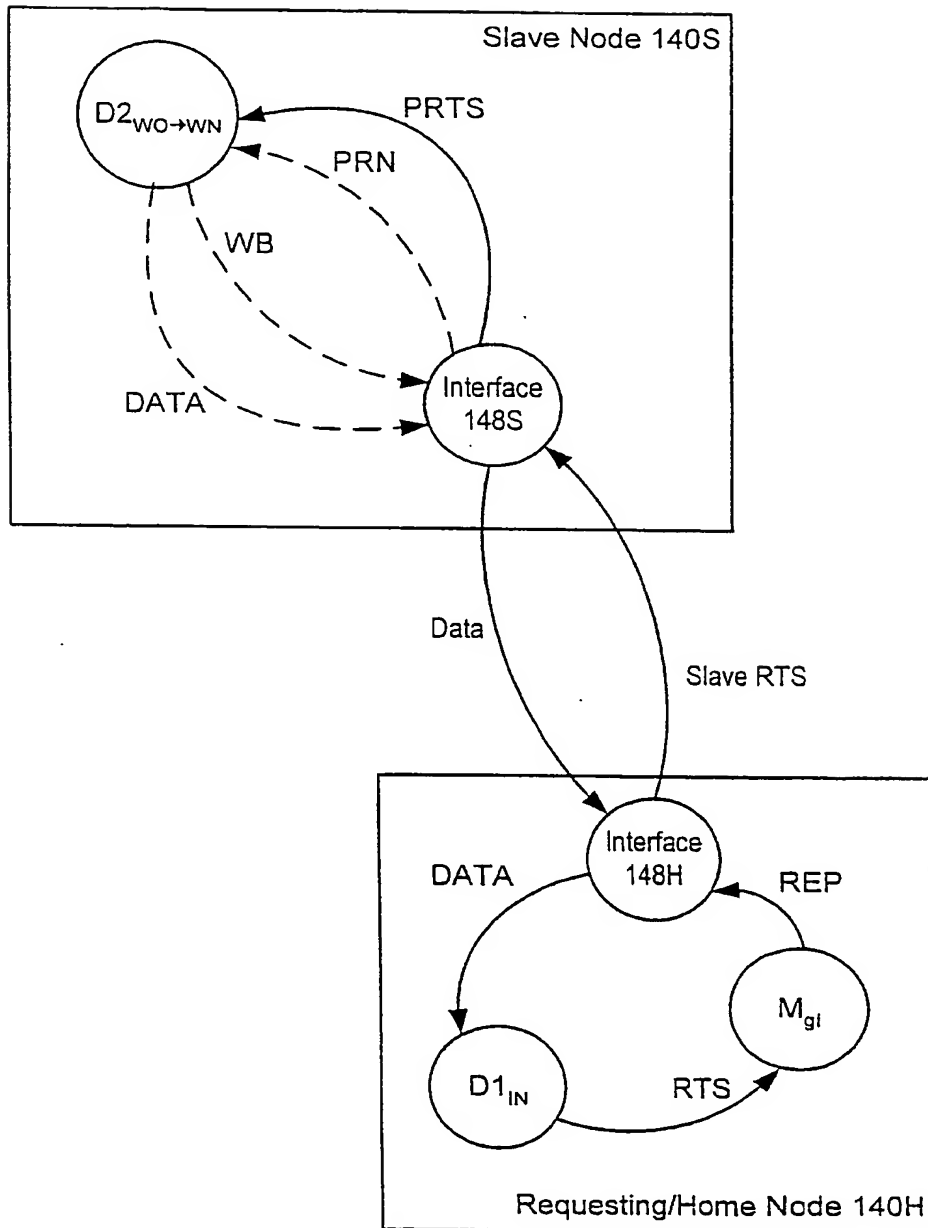 Slave Node 140S
D2WO→WN
PRTS
PRN
WB
DATA
Interface
148S
Data
Slave RTS
Interface
148H
DATA
REP
Mgi
D1IN
RTS
Requesting/Home Node 140H